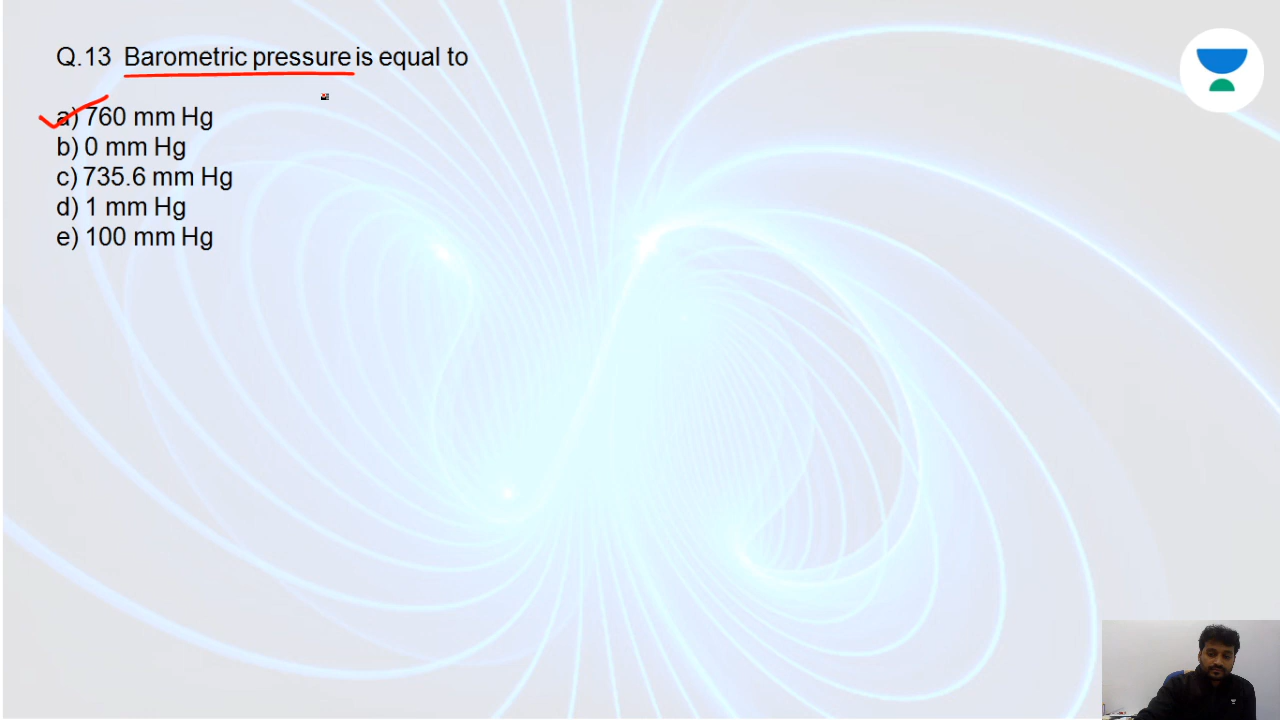 Q.13 Barometric pressure is equal to
a) 760 mm Hg
b) 0 mm Hg
c) 735.6 mm Hg
d) 1 mm Hg
e) 100 mm Hg